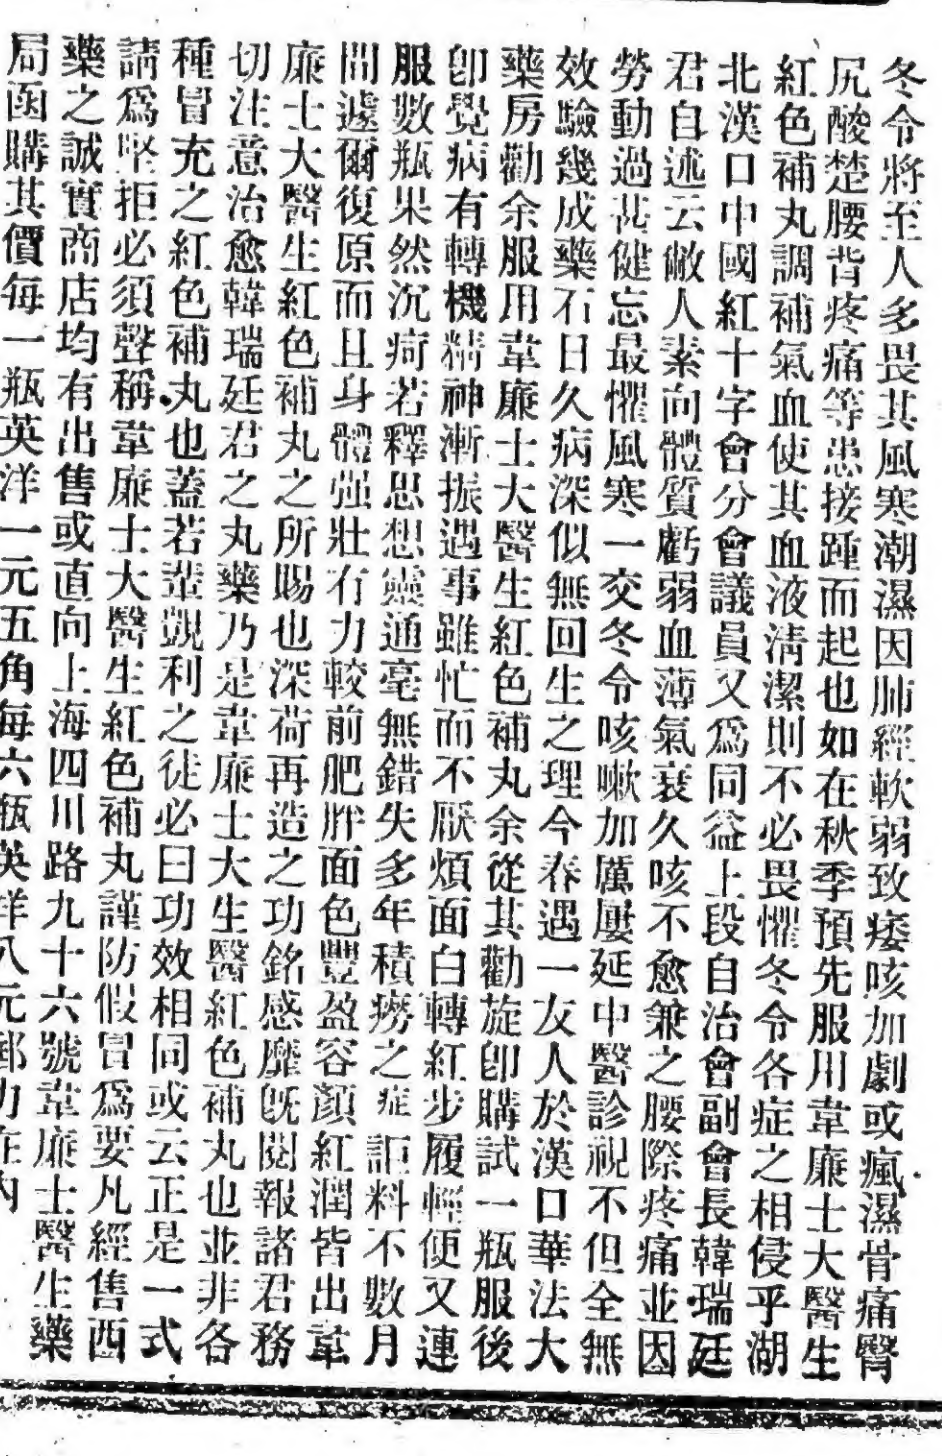 冬令將至人多畏其風寒潮濕因肺經軟弱致痿咳加劇或瘋濕骨痛臀
尻酸楚腰背疼痛等患接踵而起也如在秋季預先服用韋廉士大醫生
紅色補丸調補氣血使其血液淸潔則不必畏懼冬令各症之相侵乎湖
北漢口中國紅十字會分會議員又爲同益上段自治會副會長韓瑞廷
君自述云敝人素向體質虧弱血薄氣衰久咳不愈兼之腰際疼痛並因
勞動過甚健忘最懼風寒一交冬令咳嗽加厲屢延中醫診視不但全無
效驗幾成藥石日久病深似無回生之理今春遇一友人於漢口華法大
藥房勸余服用韋廉士大醫生紅色補丸余從其勸旋卽購試一瓶服後
卽覺病有轉機精神漸振遇事雖忙而不厭煩面白轉紅步履輕便又連
服數瓶果然沉疴若釋思想靈通毫無錯失多年積癆之症詎料不數月
間遽爾復原而且身體强壯有力較前肥胖面色豐盈容顏紅潤皆出韋
廉士大醫生紅色補丸之所賜也深荷再造之功銘感靡旣閱報諸君務
切注意治愈韓瑞廷君之丸藥乃是韋廉士大生醫紅色補丸也並非各
種冒充之紅色補丸也蓋若輩覬利之徒必曰功效相同或云正是一式
請爲堅拒必須聲稱韋廉士大醫生紅色補丸謹防假冒爲要凡經售西
藥之誠實商店均有出售或直向上海四川路九十六號韋廉士醫生藥
局函購其價每一瓶英洋一元五角每六瓶英洋八元郵力在內